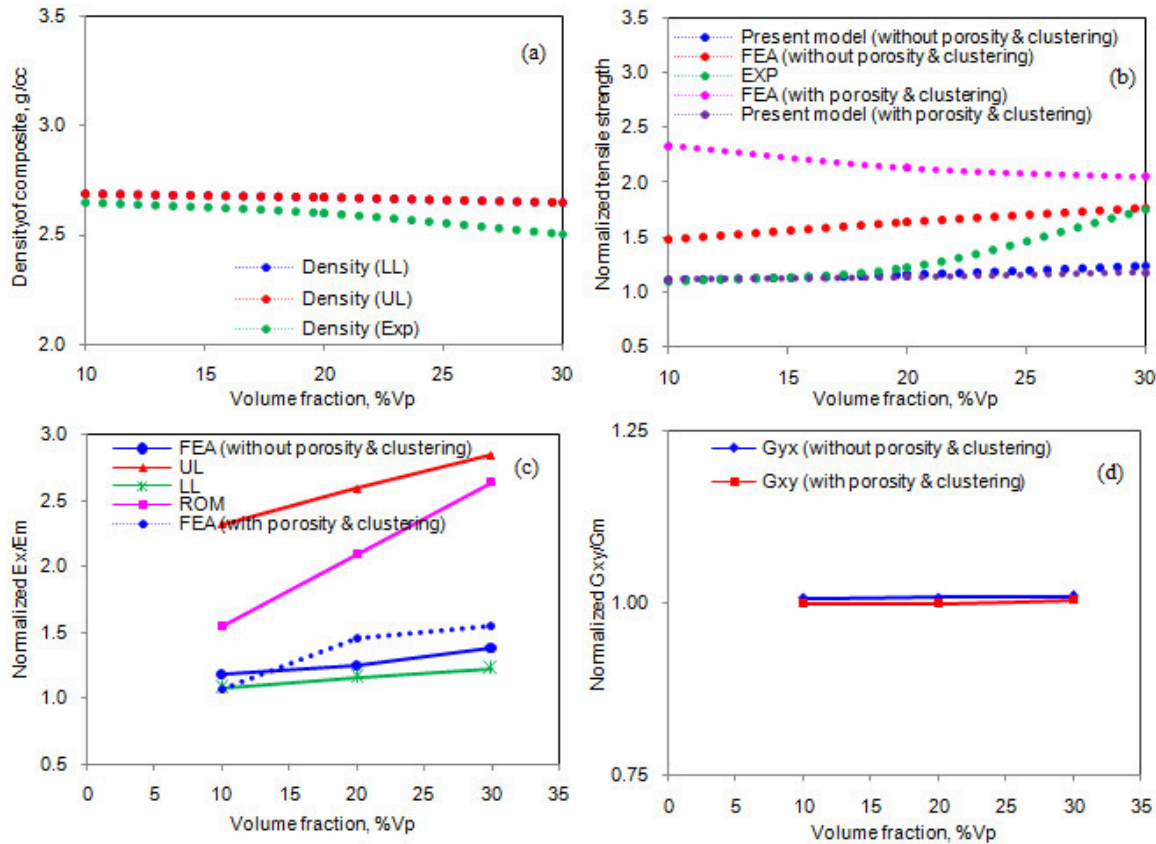 3.5
3.0
2.5
2.0
10
15
20
25
30
Density of composite, g/cc
Volume fraction, %Vp
(a)
Density (LL)
Density (UL)
Density (Exp)
3.5
3.0
2.5
2.0
1.5
1.0
0.5
10
15
20
25
30
Normalized tensile strength
Volume fraction, %Vp
(b)
Present model (without porosity & clustering)
FEA (without porosity & clustering)
EXP
FEA (with porosity & clustering)
Present model (with porosity & clustering)
3.0
2.5
2.0
1.5
1.0
0.5
0
5
10
15
20
25
30
35
Normalized Ex/Em
Volume fraction, %Vp
(c)
FEA (without porosity & clustering)
UL
LL
ROM
FEA (with porosity & clustering)
1.25
1.00
0.75
0
5
10
15
20
25
30
35
Normalized Gxy/Gm
Volume fraction, %Vp
(d)
Gyx (without porosity & clustering)
Gxy (with porosity & clustering)